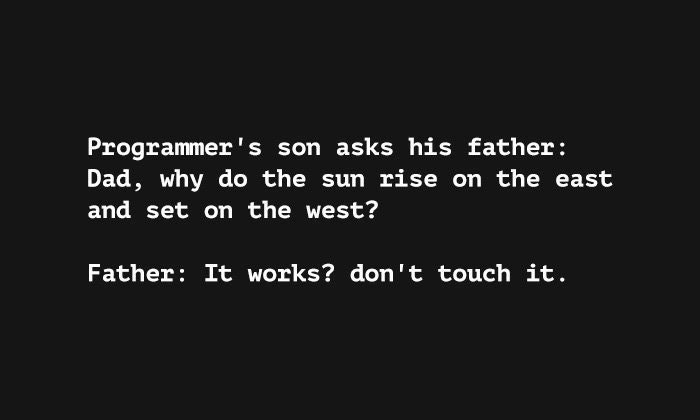 Programmer's son asks his father:
Dad, why do the sun rise on the east
and set on the west?
Father: It works? don't touch it.